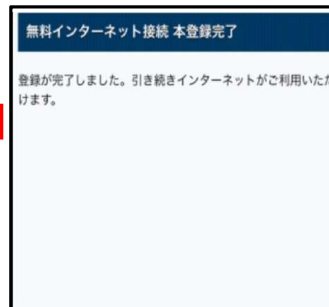 無料インターネット接続 本登録完了
登録が完了しました。引き続きインターネットがご利用いただ
けます。